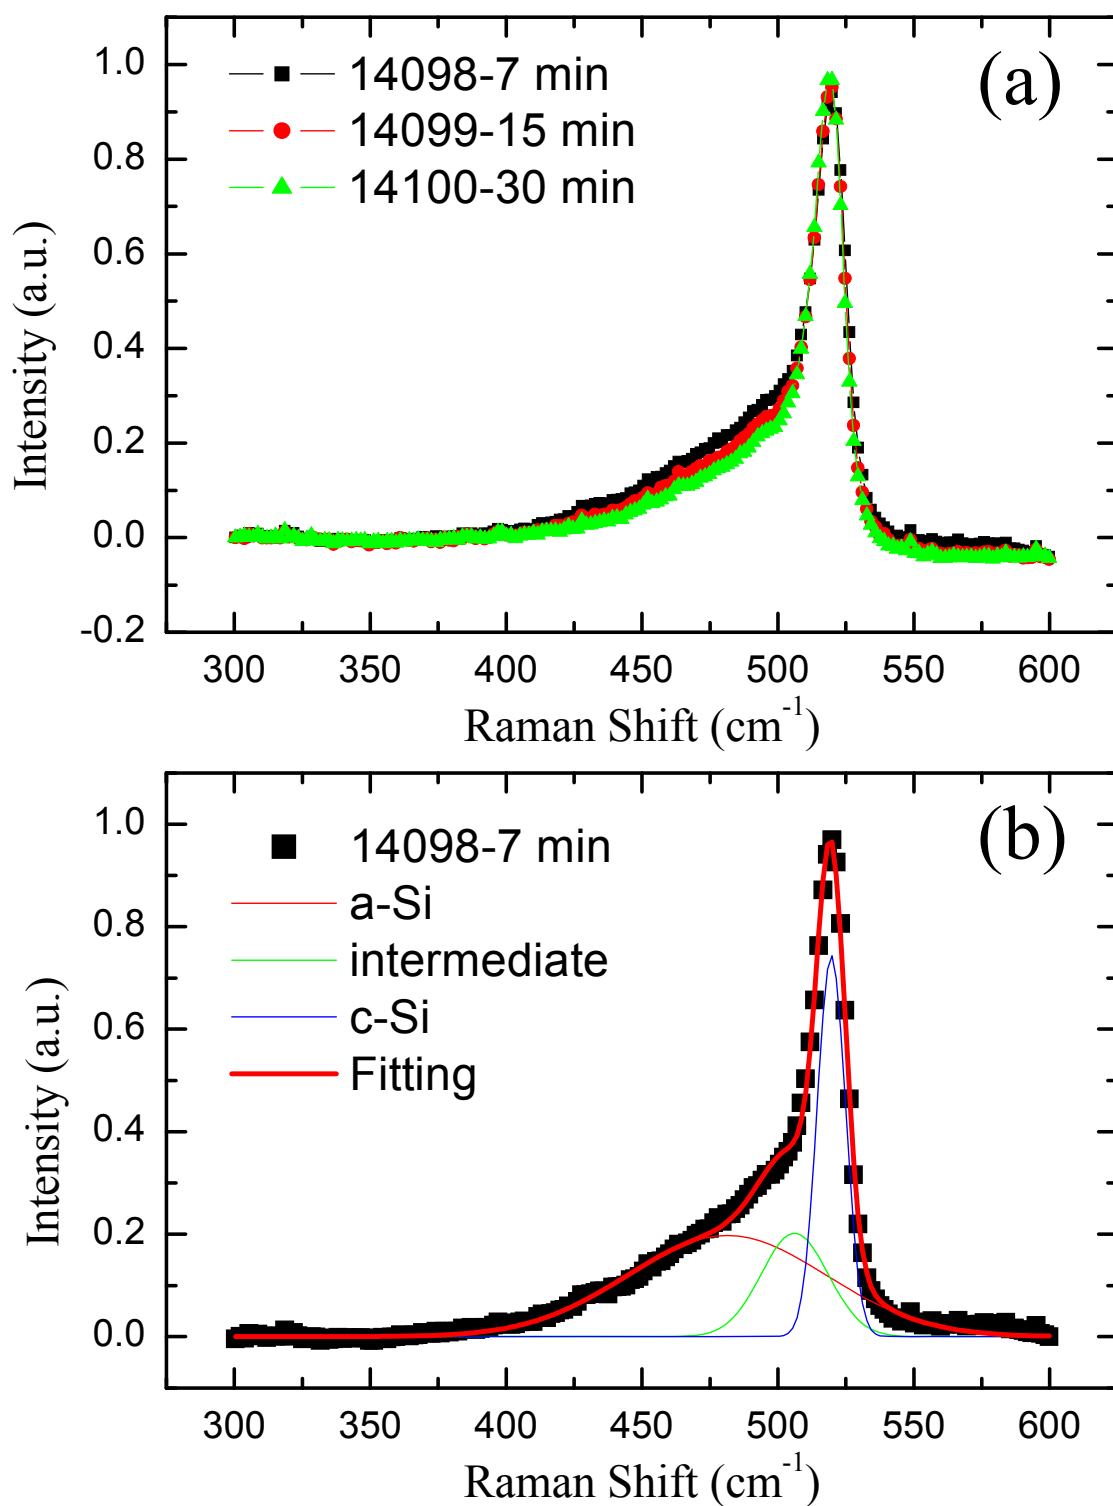 (a)
14098-7 min
14099-15 min
14100-30 min
Intensity (a.u.)
1.0
0.8
0.6
0.4
0.2
0.0
-0.2
300 350 400 450 500 550 600
Raman Shift (cm⁻¹)
(b)
14098-7 min
a-Si
intermediate
c-Si
Fitting
Intensity (a.u.)
1.0
0.8
0.6
0.4
0.2
0.0
300 350 400 450 500 550 600
Raman Shift (cm⁻¹)